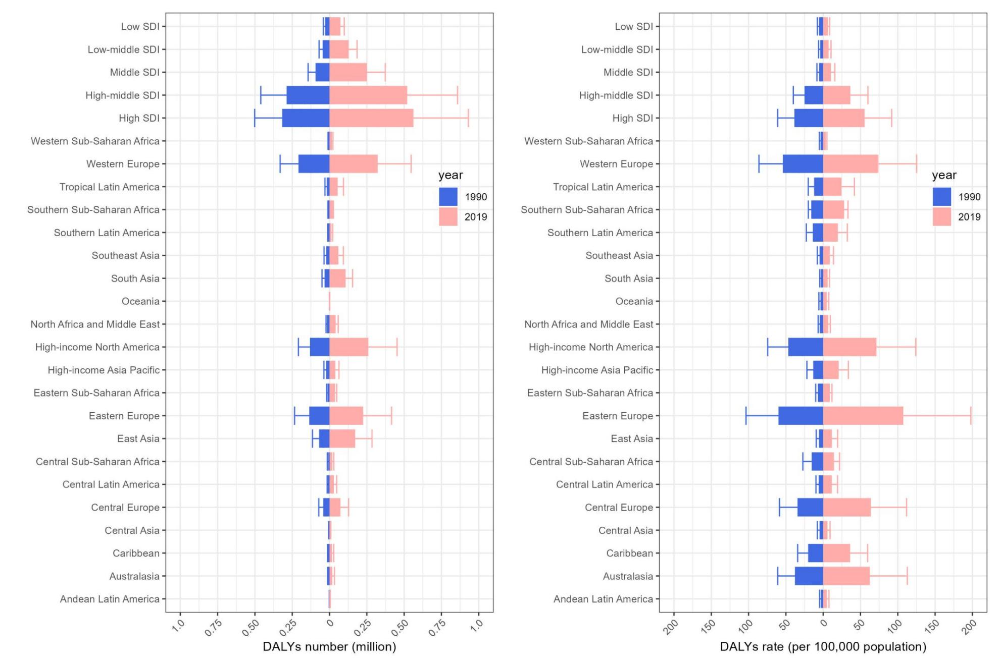 Low SDI
Low-middle SDI
Middle SDI
High-middle SDI
High SDI
Western Sub-Saharan Africa
Western Europe
Tropical Latin America
Southern Sub-Saharan Africa
Southern Latin America
Southeast Asia
South Asia
Oceania
North Africa and Middle East
High-income North America
High-income Asia Pacific
Eastern Sub-Saharan Africa
Eastern Europe
East Asia
Central Sub-Saharan Africa
Central Latin America
Central Europe
Central Asia
Caribbean
Australasia
Andean Latin America
year
1990
2019
1.0 0.75 0.50 0.25 0 0.25 0.50 0.75 1.0
DALYs number (million)
Low SDI
Low-middle SDI
Middle SDI
High-middle SDI
High SDI
Western Sub-Saharan Africa
Western Europe
Tropical Latin America
Southern Sub-Saharan Africa
Southern Latin America
Southeast Asia
South Asia
Oceania
North Africa and Middle East
High-income North America
High-income Asia Pacific
Eastern Sub-Saharan Africa
Eastern Europe
East Asia
Central Sub-Saharan Africa
Central Latin America
Central Europe
Central Asia
Caribbean
Australasia
Andean Latin America
year
1990
2019
200 150 100 50 0 50 100 150 200
DALYs rate (per 100,000 population)